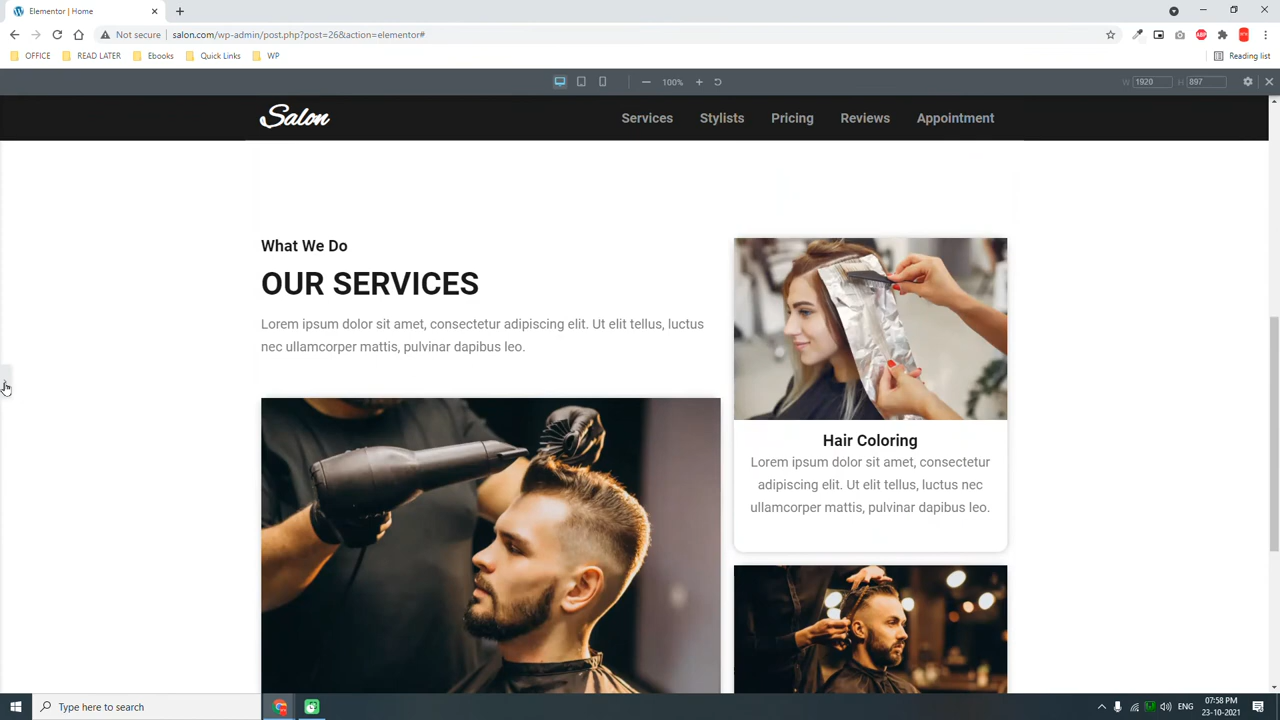 Elementor | Home
Not secure
salon.com/wp-admin/post.php?post=26&action=elementor#
ABP
OFFICE
READ LATER
Ebooks
Quick Links
WP
Reading list
100%
W 1920
H 897
Salon
Services
Stylists
Pricing
Reviews
Appointment
What We Do
OUR SERVICES
Lorem ipsum dolor sit amet, consectetur adipiscing elit. Ut elit tellus, luctus
nec ullamcorper mattis, pulvinar dapibus leo.
Hair Coloring
Lorem ipsum dolor sit amet, consectetur
adipiscing elit. Ut elit tellus, luctus nec
ullamcorper mattis, pulvinar dapibus leo.
Type here to search
ENG
07:58 PM
23-10-2021